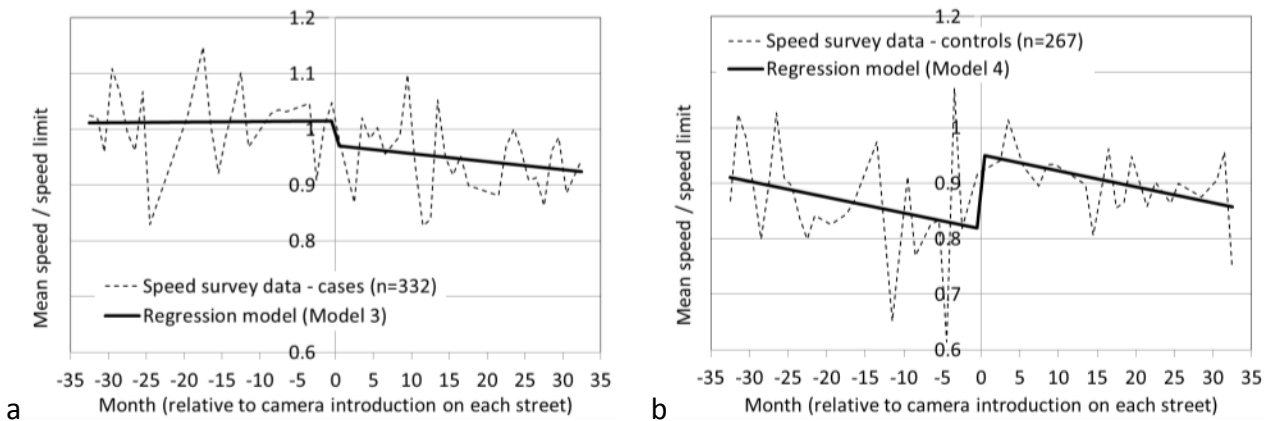 1.2
1.1
1
0.9
0.8
0.6
Mean speed / speed limit
Speed survey data - cases (n=332)
Regression model (Model 3)
-35 -30 -25 -20 -15 -10 -5 0 5 10 15 20 25 30 35
Month (relative to camera introduction on each street)
a
1.2
Speed survey data - controls (n=267)
Regression model (Model 4)
1
0.9
0.8
0.7
0.6
Mean speed / speed limit
-35 -30 -25 -20 -15 -10 -5 0 5 10 15 20 25 30 35
Month (relative to camera introduction on each street)
b